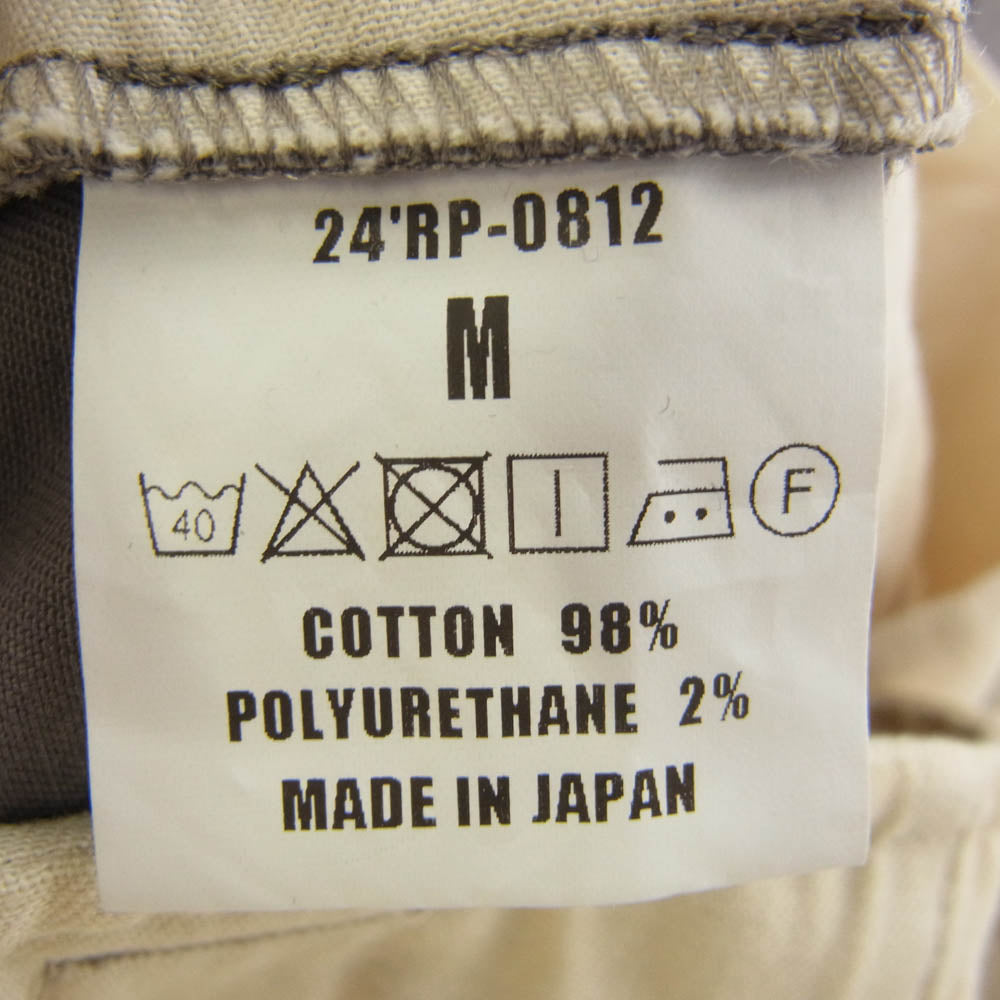 24'RP-0812
M
40 F
COTTON 98%
POLYURETHANE 2%
MADE IN JAPAN